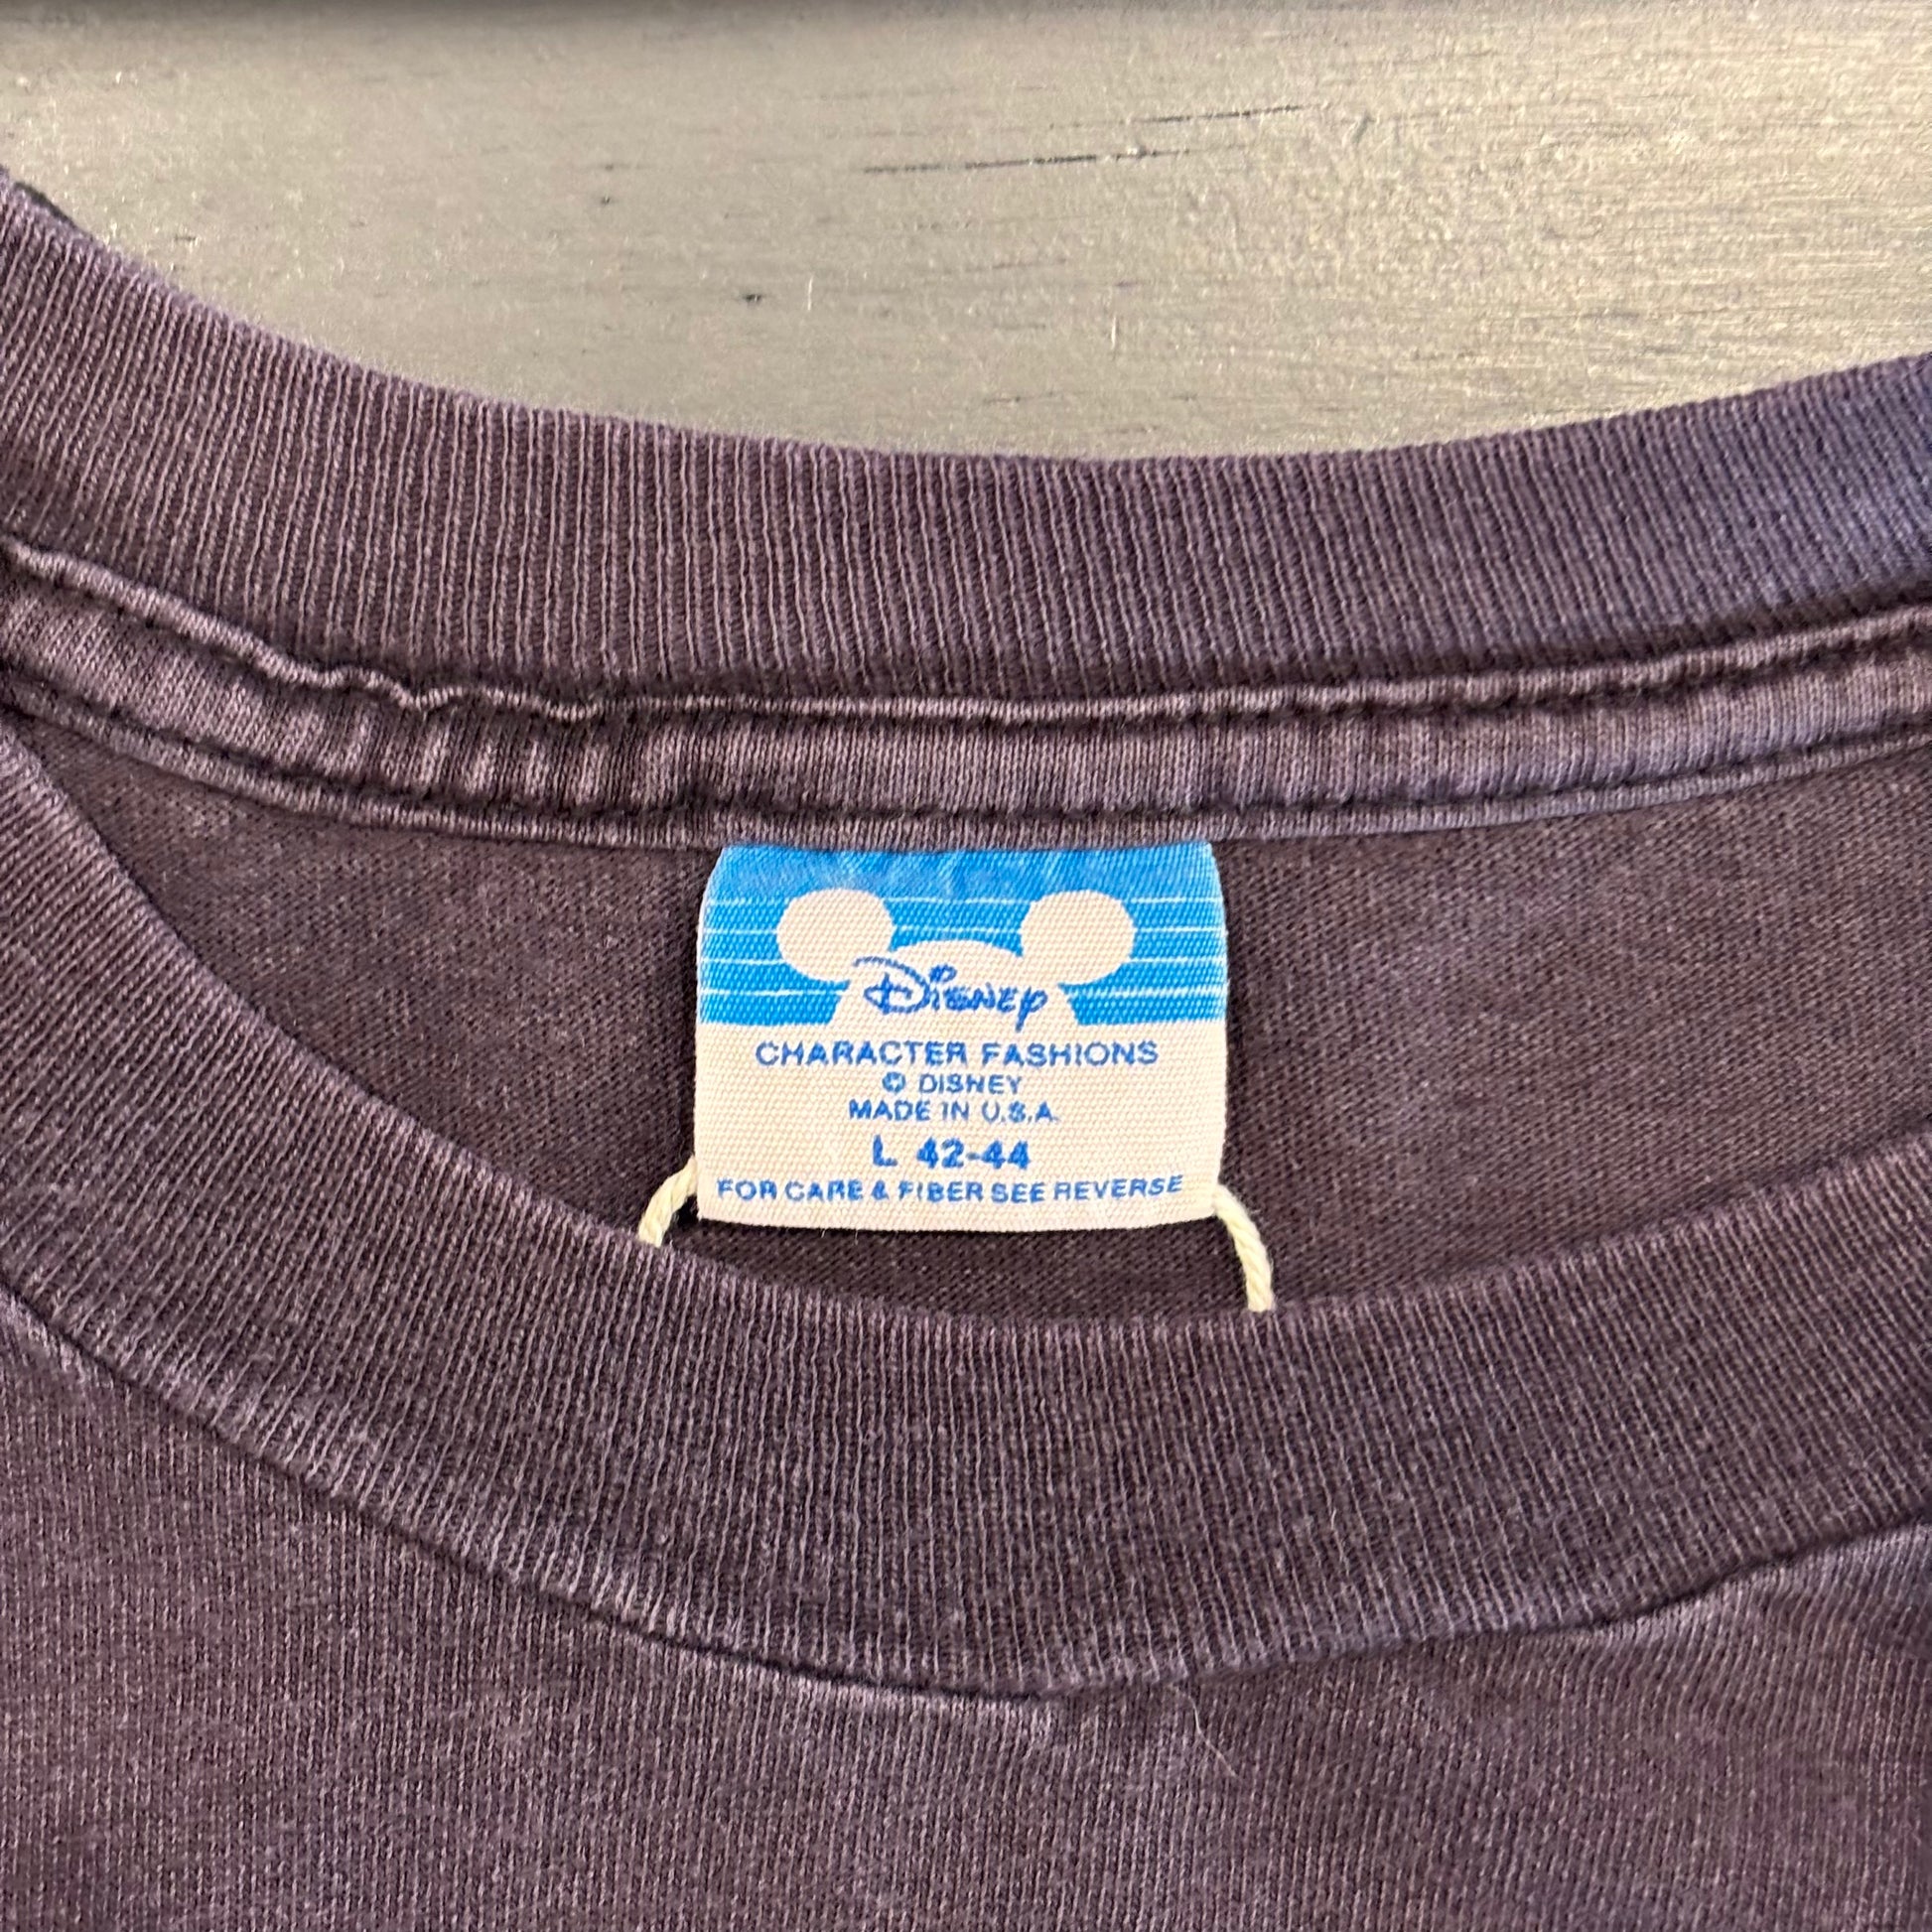 Disney
CHARACTER FASHIONS
© DISNEY
MADE IN U.S.A.
L 42-44
FOR CARE & FIBER SEE REVERSE